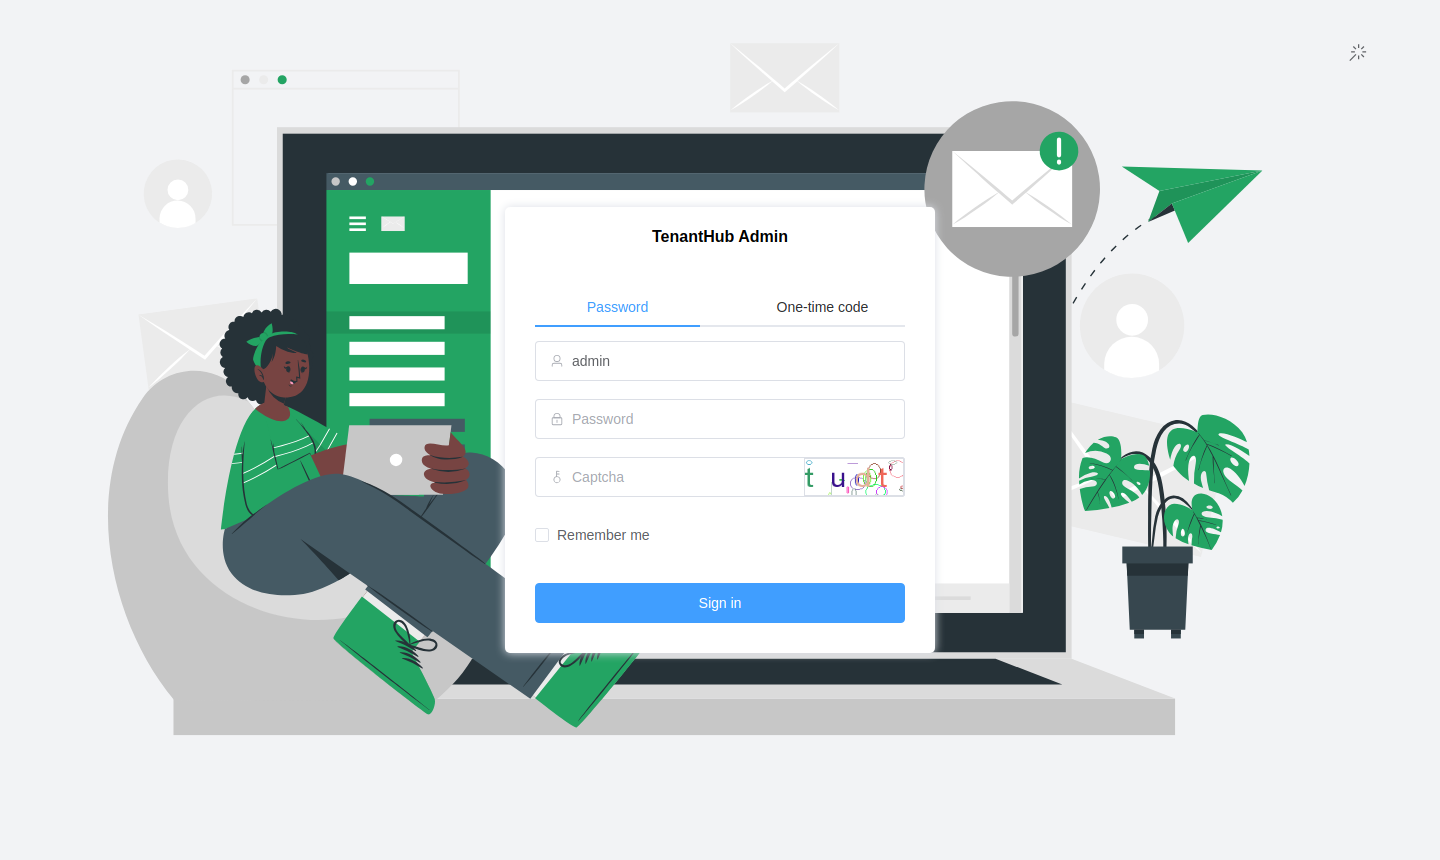 TenantHub Admin
Password One-time code
admin
Password
Captcha
Remember me
Sign in